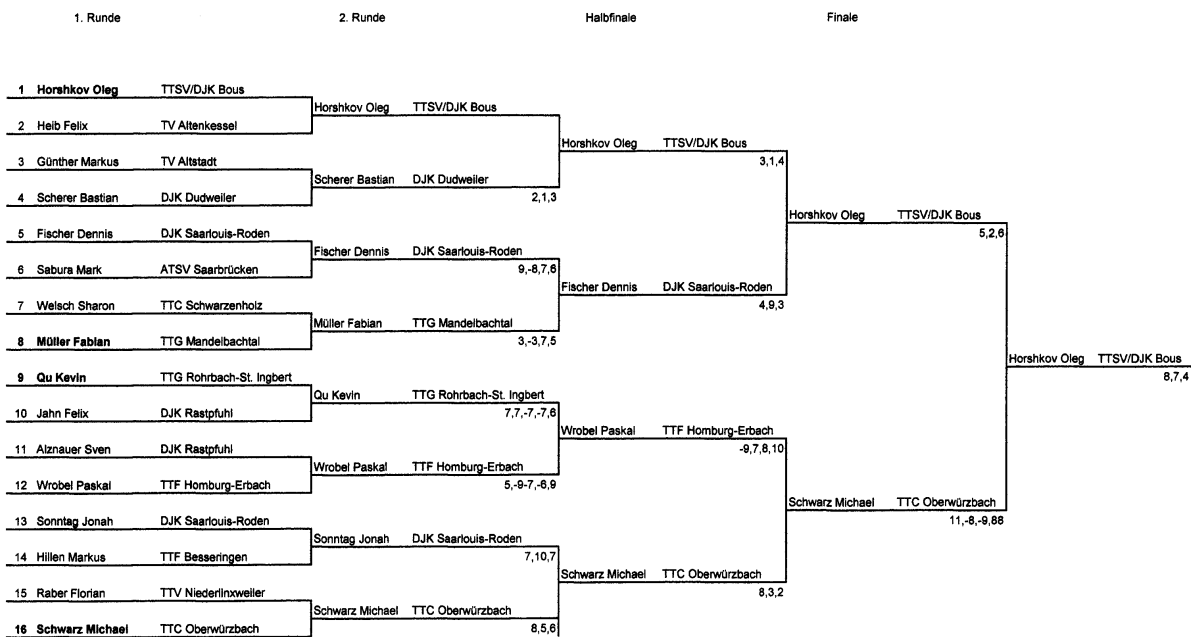 1. Runde 2. Runde Halbfinale Finale
1 Horshkov Oleg TTSV/DJK Bous
Horshkov Oleg TTSV/DJK Bous
2 Heib Felix TV Altenkessel
Horshkov Oleg TTSV/DJK Bous
3,1,4
3 Günther Markus TV Altstadt
Scherer Bastian DJK Dudweiler
2,1,3
4 Scherer Bastian DJK Dudweiler
Horshkov Oleg TTSV/DJK Bous
5,2,6
5 Fischer Dennis DJK Saarlouis-Roden
Fischer Dennis DJK Saarlouis-Roden
9,-8,7,6
6 Sabura Mark ATSV Saarbrücken
Fischer Dennis DJK Saarlouis-Roden
4,9,3
7 Welsch Sharon TTC Schwarzenholz
Müller Fabian TTG Mandelbachtal
3,-3,7,5
8 Müller Fabian TTG Mandelbachtal
Horshkov Oleg TTSV/DJK Bous
8,7,4
9 Qu Kevin TTG Rohrbach-St. Ingbert
Qu Kevin TTG Rohrbach-St. Ingbert
7,7,-7,-7,6
10 Jahn Felix DJK Rastpfuhl
Wrobel Paskal TTF Homburg-Erbach
-9,7,8,10
11 Alznauer Sven DJK Rastpfuhl
Wrobel Paskal TTF Homburg-Erbach
5,-9-7,-6,9
12 Wrobel Paskal TTF Homburg-Erbach
Schwarz Michael TTC Oberwürzbach
11,-8,-9,88
13 Sonntag Jonah DJK Saarlouis-Roden
Sonntag Jonah DJK Saarlouis-Roden
7,10,7
14 Hillen Markus TTF Besseringen
Schwarz Michael TTC Oberwürzbach
8,3,2
15 Raber Florian TTV Niederlinxweiler
Schwarz Michael TTC Oberwürzbach
8,5,6
16 Schwarz Michael TTC Oberwürzbach